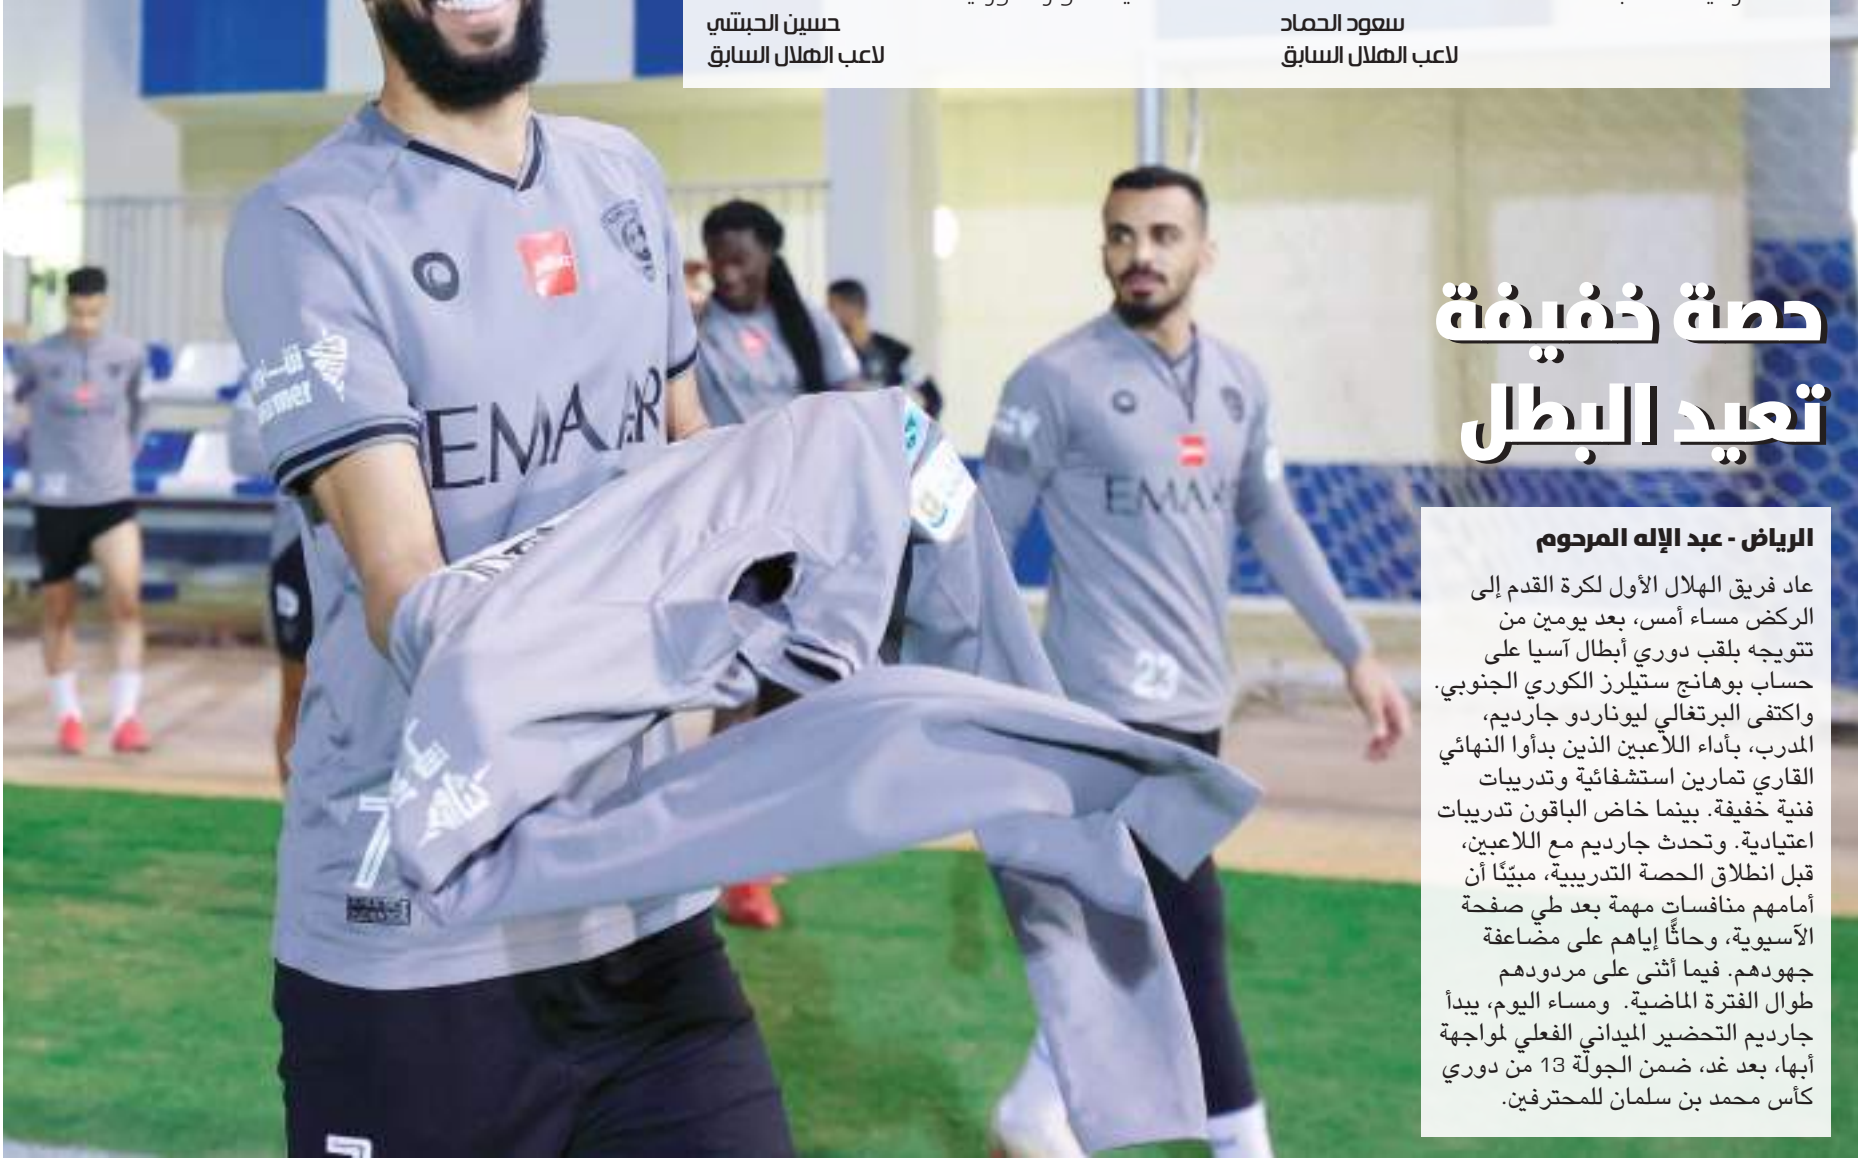 سعود الحماد
لاعب الهلال السابق
حسين الحبشي
لاعب الهلال السابق
حصة خفيفة
تعيد البطل
الرياض - عبد الإله المرحوم
عاد فريق الهلال الأول لكرة القدم إلى
الركض مساء أمس، بعد يومين من
تتويجه بلقب دوري أبطال آسيا على
حساب بوهانج ستيلرز الكوري الجنوبي.
واكتفى البرتغالي ليوناردو جارديم،
المدرب، بأداء اللاعبين الذين بدأوا النهائي
القاري تمارين استشفائية وتدريبات
فنية خفيفة. بينما خاض الباقون تدريبات
اعتيادية. وتحدث جارديم مع اللاعبين،
قبل انطلاق الحصة التدريبية، مبيّنًا أن
أمامهم منافسات مهمة بعد طي صفحة
الآسيوية، وحاثًّا إياهم على مضاعفة
جهودهم. فيما أثنى على مردودهم
طوال الفترة الماضية. ومساء اليوم، يبدأ
جارديم التحضير الميداني الفعلي لمواجهة
أبها، بعد غد، ضمن الجولة 13 من دوري
كأس محمد بن سلمان للمحترفين.
EMAAR
EMAAR
23
7
7